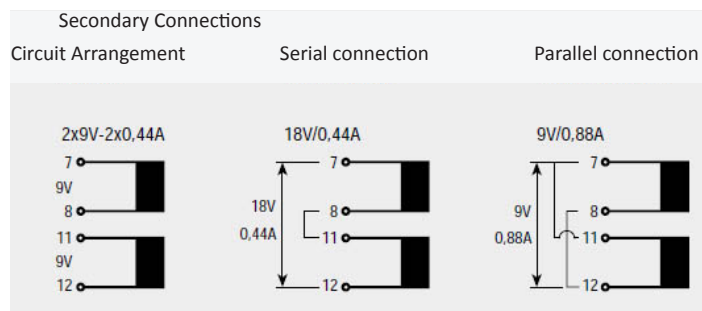 Secondary Connections
Circuit Arrangement Serial connection Parallel connection
2x9V-2x0,44A 18V/0,44A 9V/0,88A
7 7 7
9V
8 18V 8 9V 8
11 0,44A 11 0,88A 11
9V
12 12 12